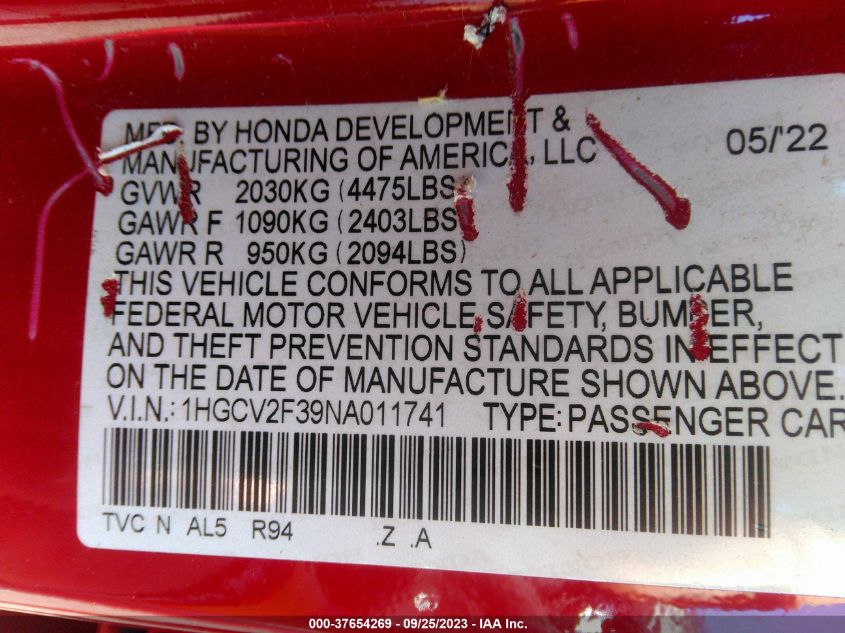 MFD. BY HONDA DEVELOPMENT &
MANUFACTURING OF AMERICA, LLC 05/'22
GVWR 2030KG (4475LBS)
GAWR F 1090KG (2403LBS)
GAWR R 950KG (2094LBS)
THIS VEHICLE CONFORMS TO ALL APPLICABLE
FEDERAL MOTOR VEHICLE SAFETY, BUMPER,
AND THEFT PREVENTION STANDARDS IN EFFECT
ON THE DATE OF MANUFACTURE SHOWN ABOVE.
V.I.N.: 1HGCV2F39NA011741 TYPE: PASSENGER CAR
TVC N AL5 R94 .Z .A
000-37654269 - 09/25/2023 - IAA Inc.